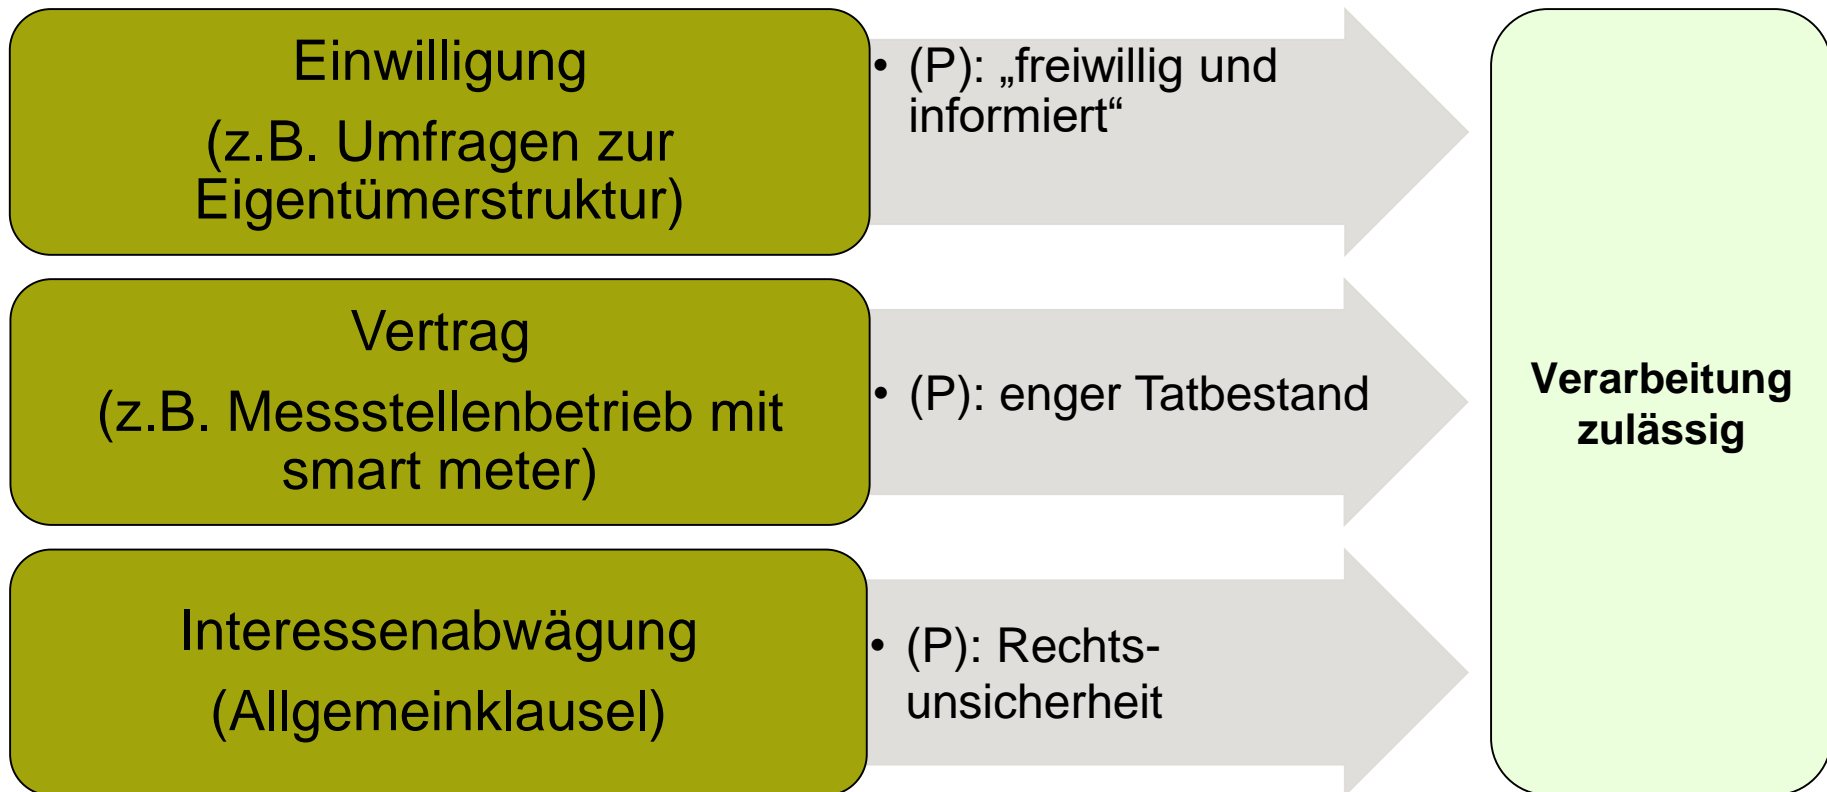 Einwilligung
(z.B. Umfragen zur
Eigentümerstruktur)
• (P): „freiwillig und
informiert“
Vertrag
(z.B. Messstellenbetrieb mit
smart meter)
• (P): enger Tatbestand
Interessenabwägung
(Allgemeinklausel)
• (P): Rechts-
unsicherheit
Verarbeitung
zulässig